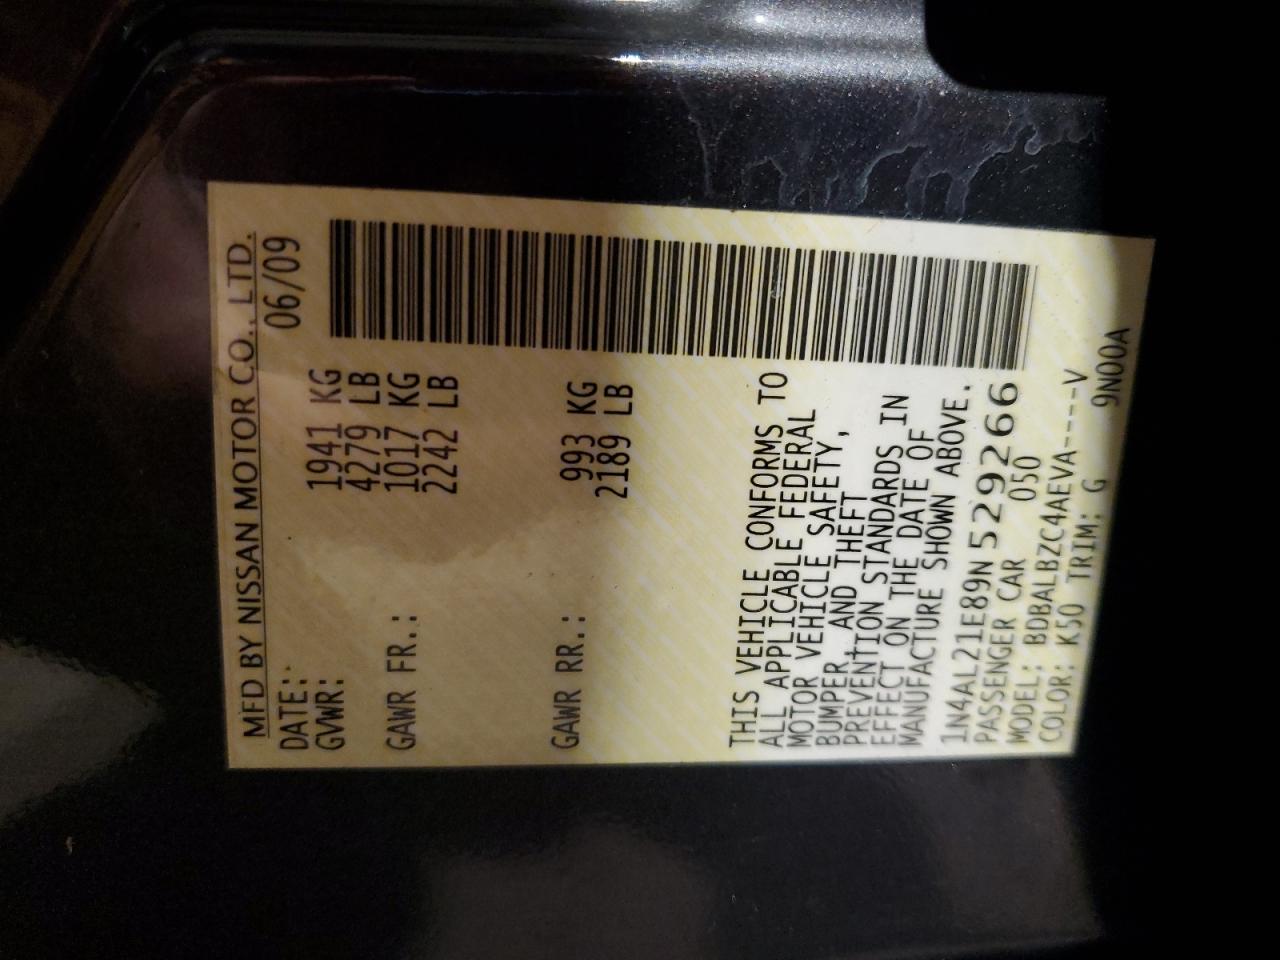 MFD BY NISSAN MOTOR CO., LTD.
DATE: 06/09
GVWR: 1941 KG
4279 LB
GAWR FR.: 1017 KG
2242 LB
GAWR RR.: 993 KG
2189 LB
THIS VEHICLE CONFORMS TO
ALL APPLICABLE FEDERAL
MOTOR VEHICLE SAFETY,
BUMPER, AND THEFT
PREVENTION STANDARDS IN
EFFECT ON THE DATE OF
MANUFACTURE SHOWN ABOVE.
1N4AL21E89N529266
PASSENGER CAR 050
MODEL: BDBALBZC4AEVA----V
COLOR: K50 TRIM: G 9N00A